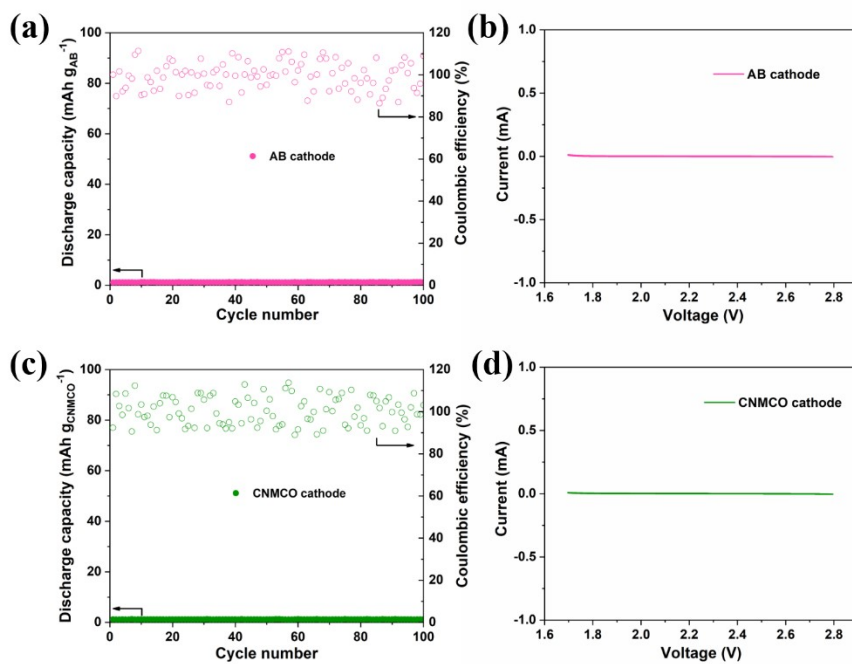 (a)
100
80
60
40
20
0
Discharge capacity (mAh gAB⁻¹)
120
100
80
60
40
20
0
Coulombic efficiency (%)
AB cathode
0 20 40 60 80 100
Cycle number
(b)
1.0
0.5
0.0
-0.5
-1.0
Current (mA)
AB cathode
1.6 1.8 2.0 2.2 2.4 2.6 2.8
Voltage (V)
(c)
100
80
60
40
20
0
Discharge capacity (mAh gCNMCO⁻¹)
120
100
80
60
40
20
0
Coulombic efficiency (%)
CNMCO cathode
0 20 40 60 80 100
Cycle number
(d)
1.0
0.5
0.0
-0.5
-1.0
Current (mA)
CNMCO cathode
1.6 1.8 2.0 2.2 2.4 2.6 2.8
Voltage (V)